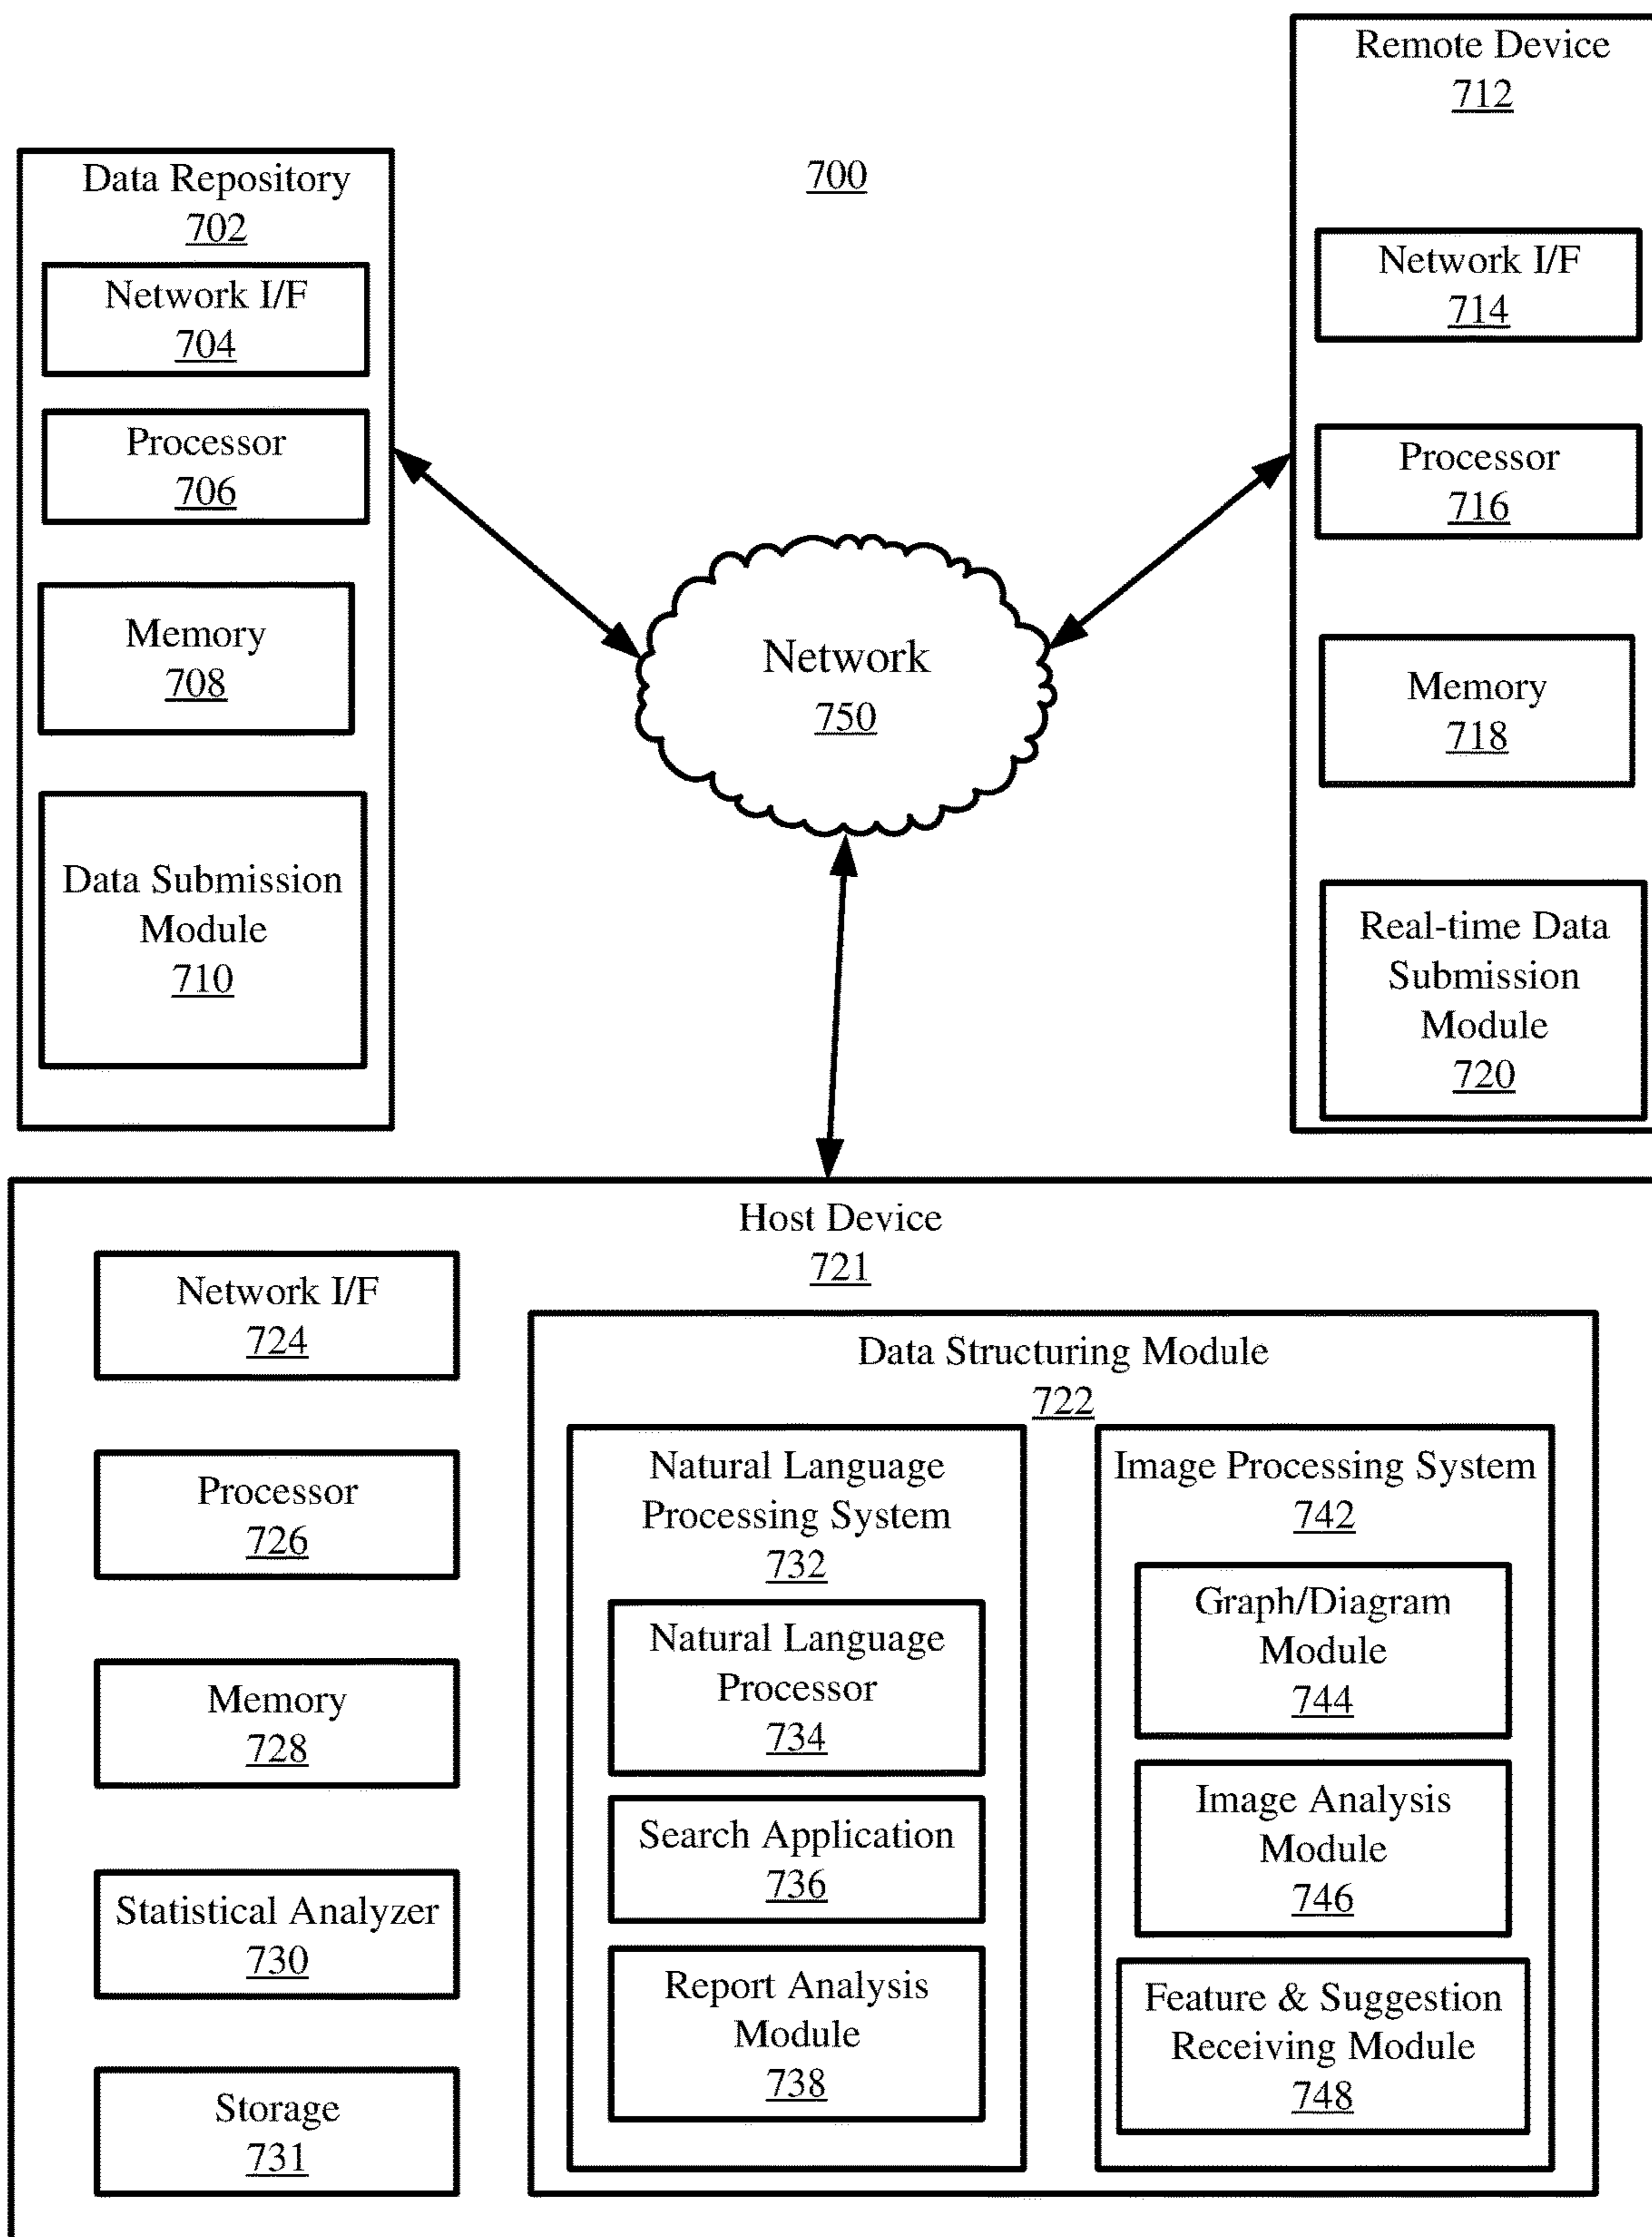 Remote Device
712
Data Repository
702
700
Network I/F
704
Processor
706
Memory
708
Data Submission
Module
710
Network I/F
714
Processor
716
Memory
718
Real-time Data
Submission
Module
720
Network
750
Host Device
721
Network I/F
724
Processor
726
Memory
728
Statistical Analyzer
730
Storage
731
Data Structuring Module
722
Natural Language
Processing System
732
Natural Language
Processor
734
Search Application
736
Report Analysis
Module
738
Image Processing System
742
Graph/Diagram
Module
744
Image Analysis
Module
746
Feature & Suggestion
Receiving Module
748